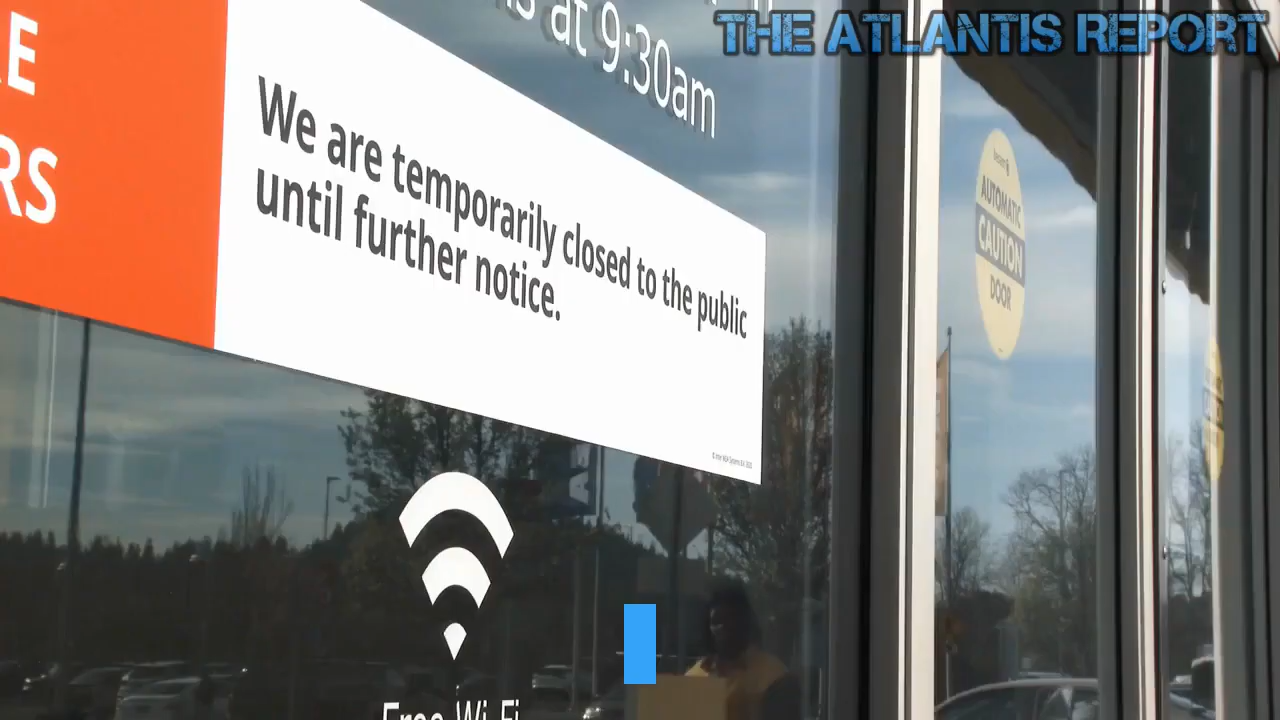 THE ATLANTIS REPORT
at 9:30am
We are temporarily closed to the public
until further notice.
AUTOMATIC
CAUTION
DOOR
Free Wi-Fi